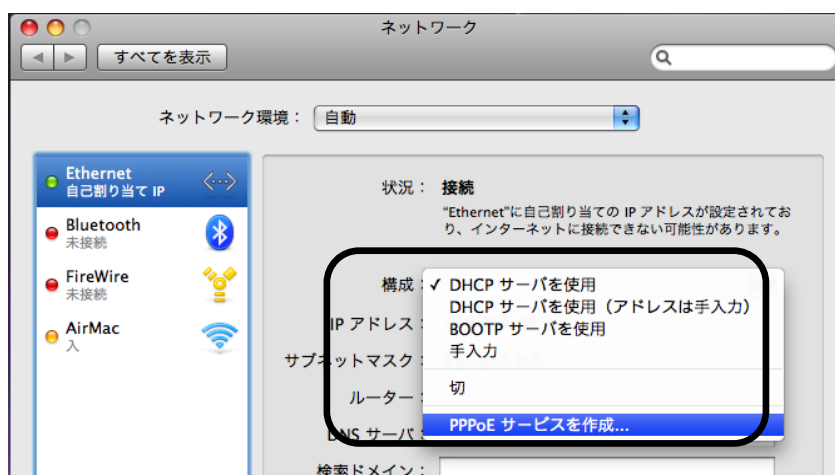 ネットワーク
すべてを表示
ネットワーク環境： 自動
Ethernet
自己割り当て IP
Bluetooth
未接続
FireWire
未接続
AirMac
入
状況： 接続
“Ethernet”に自己割り当ての IP アドレスが設定されてお
り、インターネットに接続できない可能性があります。
構成： ✓ DHCP サーバを使用
DHCP サーバを使用（アドレスは手入力）
BOOTP サーバを使用
手入力
切
PPPoE サービスを作成...
IP アドレス：
サブネットマスク：
ルーター：
DNS サーバ：
検索ドメイン：